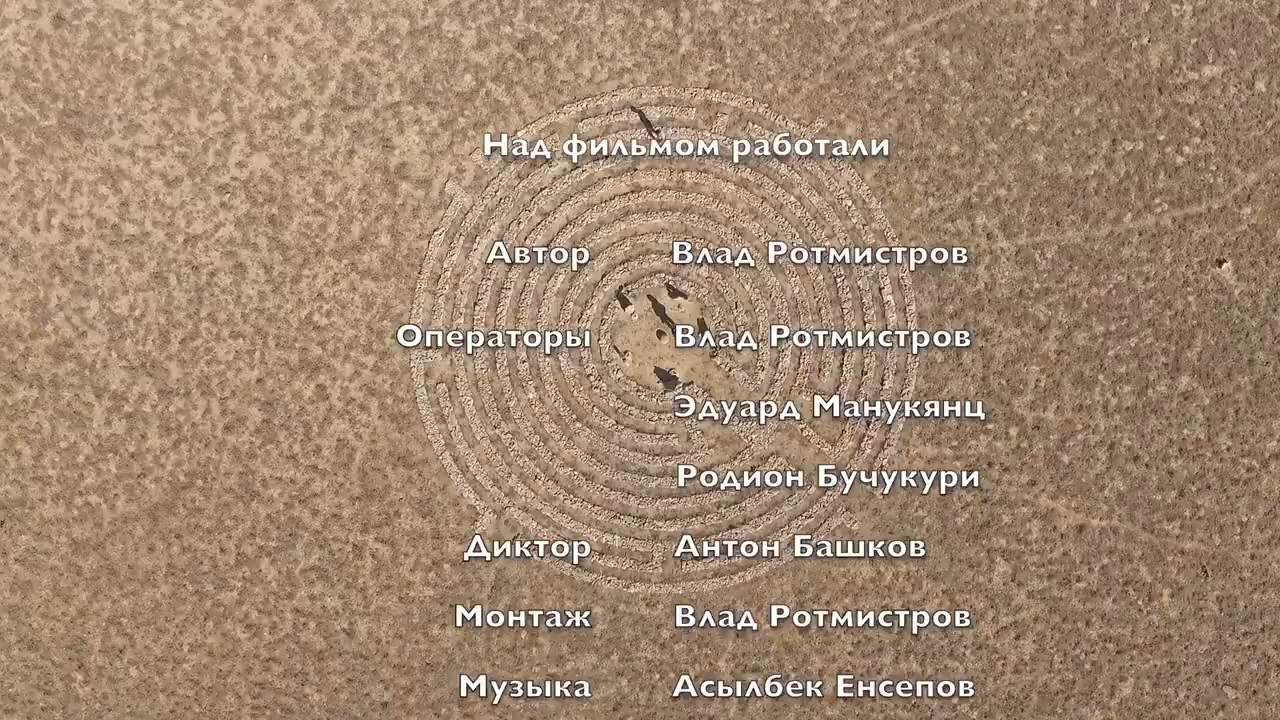 Над фильмом работали
Автор Влад Ротмистров
Операторы Влад Ротмистров
Эдуард Манукянц
Родион Бучукури
Диктор Антон Башков
Монтаж Влад Ротмистров
Музыка Асылбек Енсепов